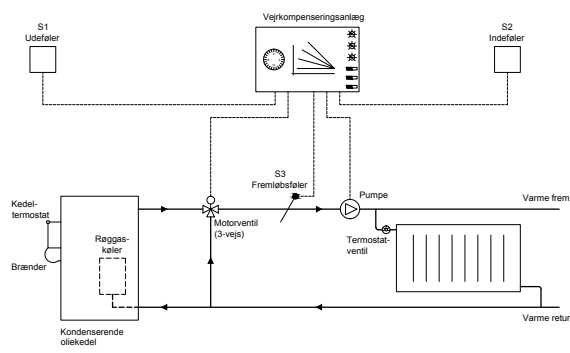 Vejrkompenseringsanlæg
S1
Udeføler
S2
Indeføler
S3
Fremløbsføler
Pumpe
Varme frem
Kedel-
termostat
Motorventil
(3-vejs)
Termostat-
ventil
Røggas-
køler
Brænder
Varme retur
Kondenserende
oliekedel